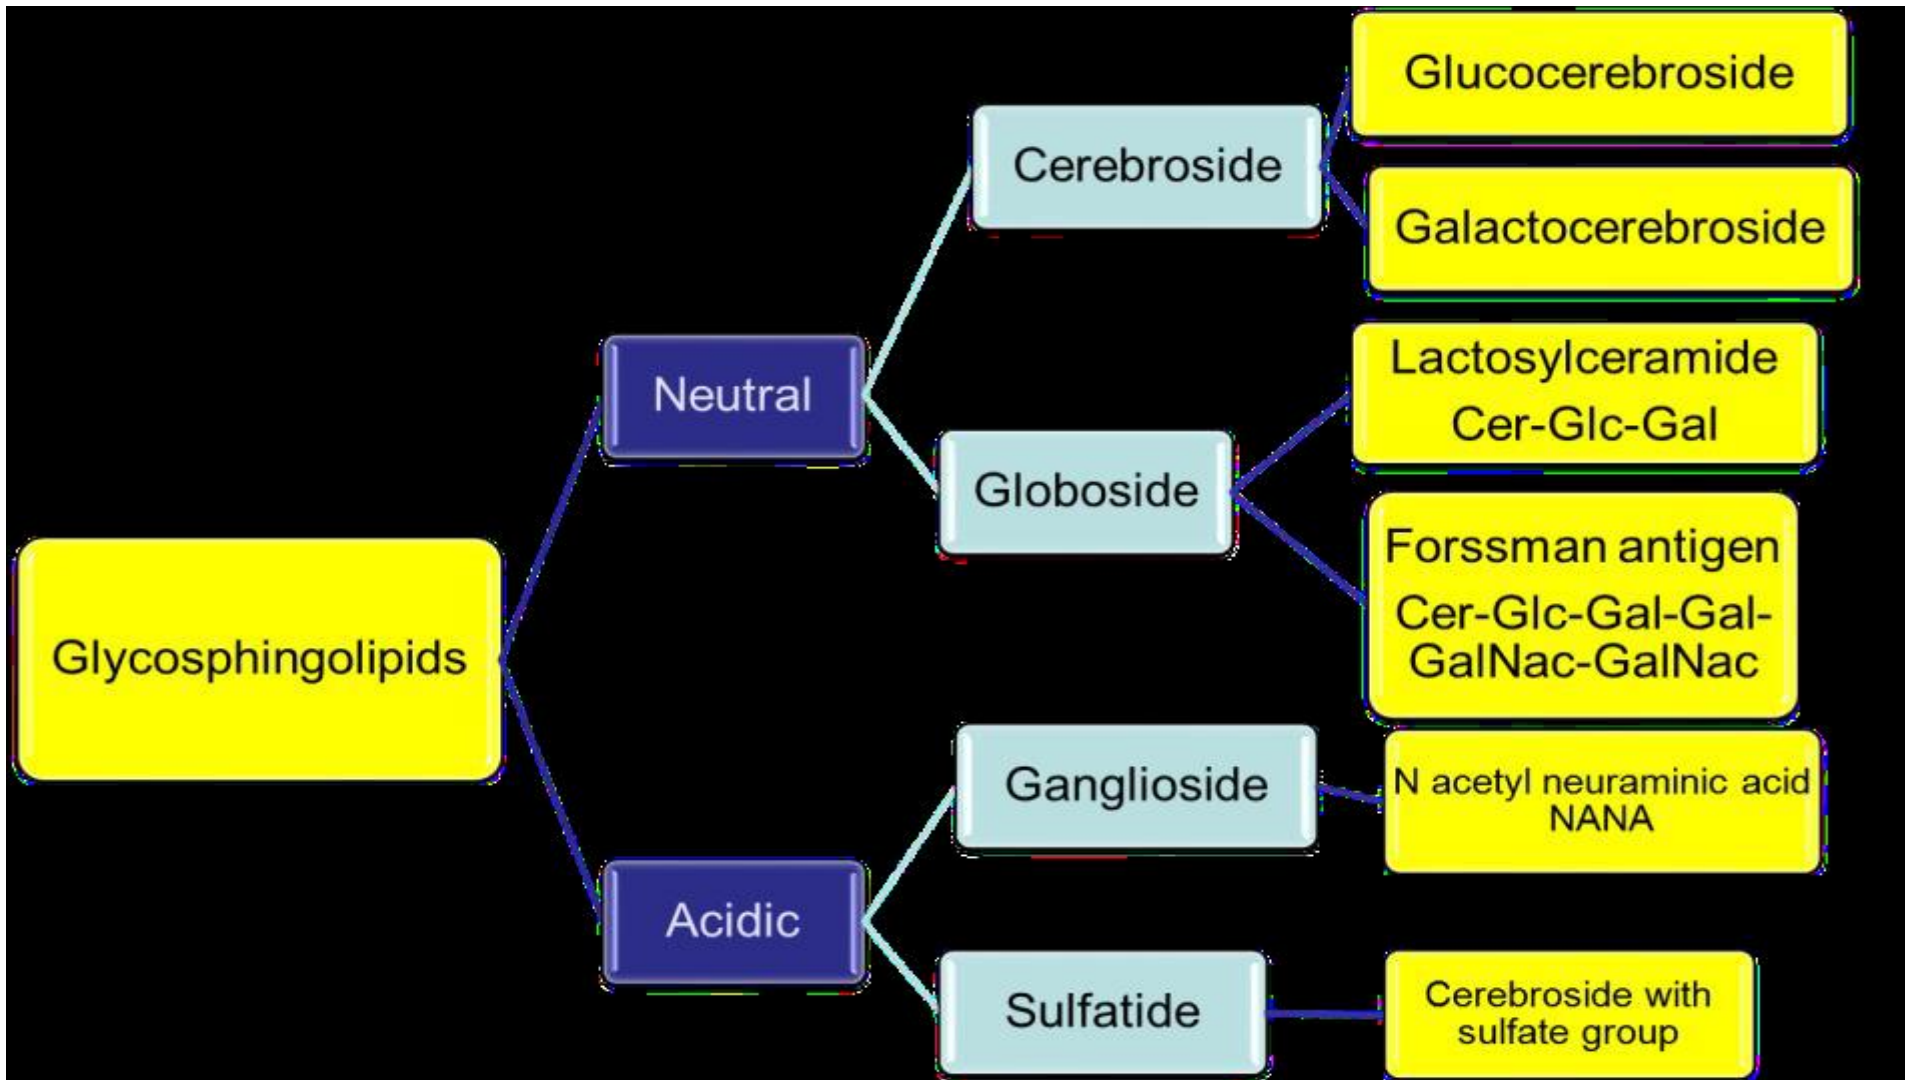 Glucocerebroside
Cerebroside
Galactocerebroside
Neutral
Lactosylceramide
Cer-Glc-Gal
Globoside
Forssman antigen
Cer-Glc-Gal-Gal-
GalNac-GalNac
Glycosphingolipids
Ganglioside
N acetyl neuraminic acid
NANA
Acidic
Sulfatide
Cerebroside with
sulfate group